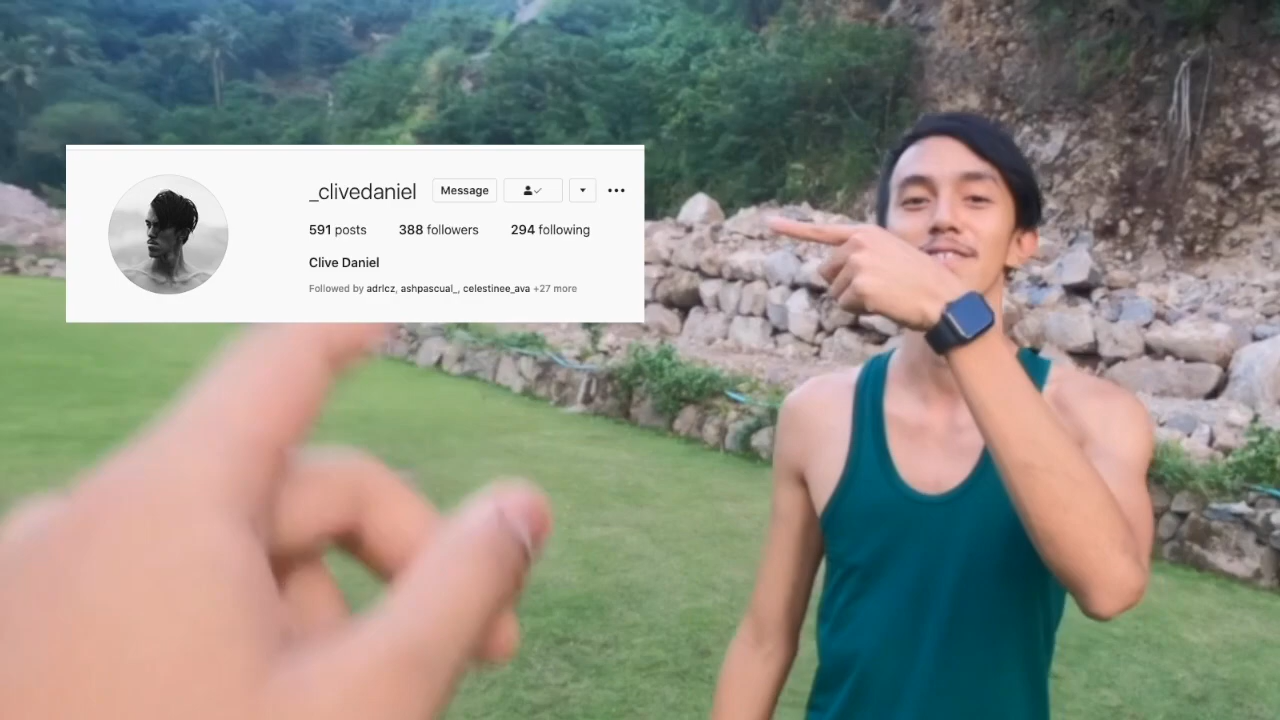 _clivedaniel Message
591 posts 388 followers 294 following
Clive Daniel
Followed by adrlcz, ashpascual_, celestinee_ava +27 more